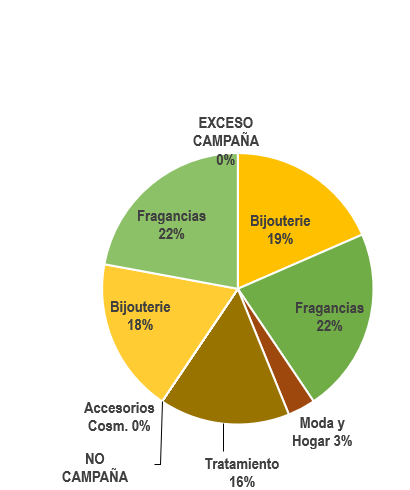 EXCESO
CAMPAÑA
0%
Bijouterie
19%
Fragancias
22%
Moda y
Hogar 3%
Tratamiento
16%
NO
CAMPAÑA
Accesorios
Cosm. 0%
Bijouterie
18%
Fragancias
22%